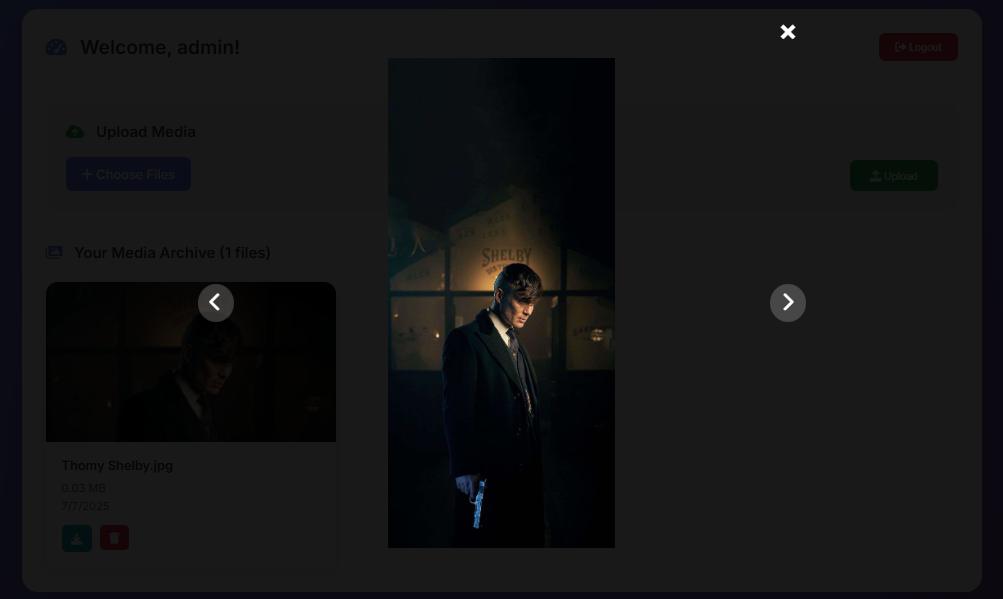 Welcome, admin!
Logout
Upload Media
+ Choose Files
Upload
Your Media Archive (1 files)
SHELBY
Thomy Shelby.jpg
0.03 MB
7/7/2025